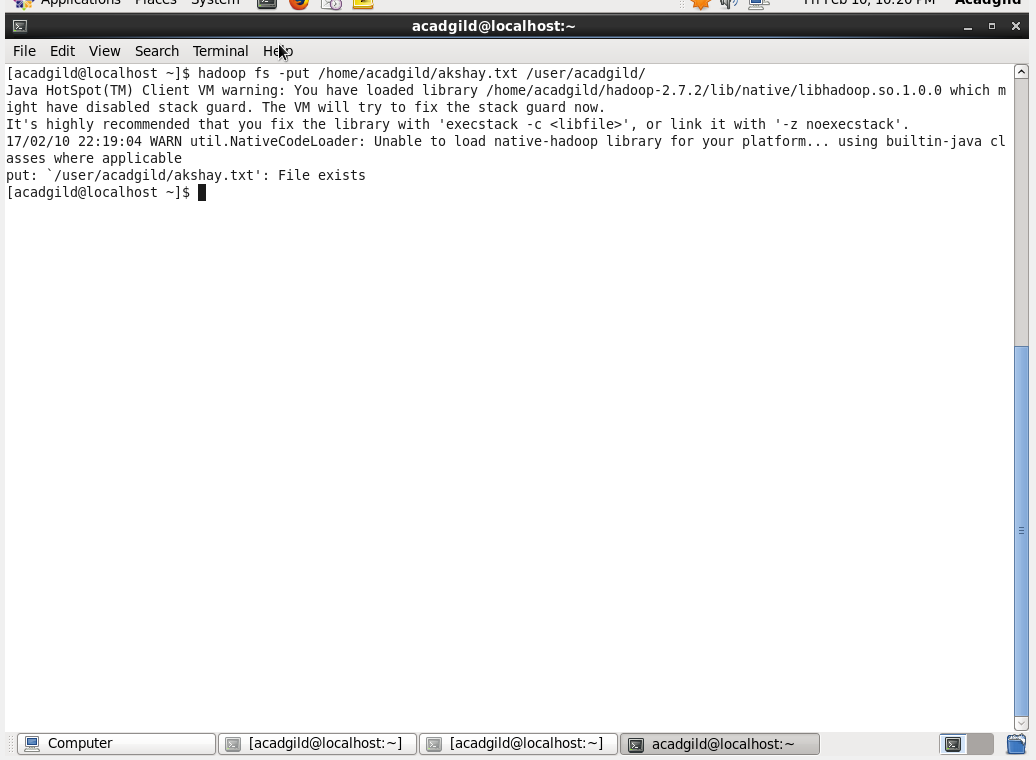 Applications Places System Fri Feb 10, 10:20 PM Acadgild
acadgild@localhost:~
File Edit View Search Terminal Help
[acadgild@localhost ~]$ hadoop fs -put /home/acadgild/akshay.txt /user/acadgild/
Java HotSpot(TM) Client VM warning: You have loaded library /home/acadgild/hadoop-2.7.2/lib/native/libhadoop.so.1.0.0 which m
ight have disabled stack guard. The VM will try to fix the stack guard now.
It's highly recommended that you fix the library with 'execstack -c <libfile>', or link it with '-z noexecstack'.
17/02/10 22:19:04 WARN util.NativeCodeLoader: Unable to load native-hadoop library for your platform... using builtin-java cl
asses where applicable
put: `/user/acadgild/akshay.txt': File exists
[acadgild@localhost ~]$
Computer [acadgild@localhost:~] [acadgild@localhost:~] acadgild@localhost:~